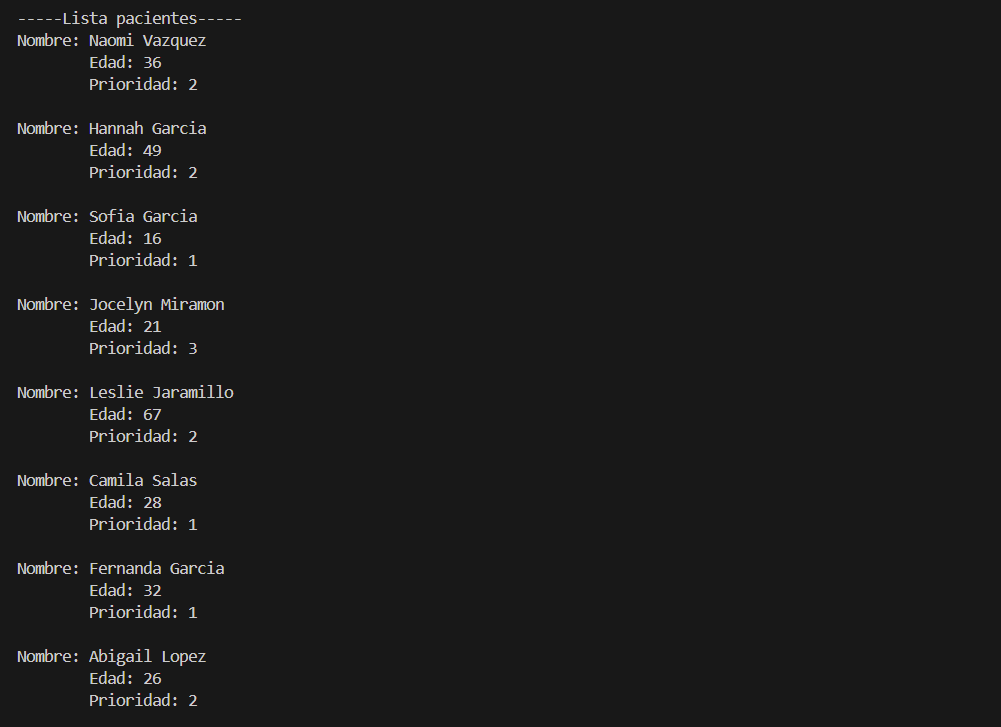 -----Lista pacientes-----
Nombre: Naomi Vazquez
Edad: 36
Prioridad: 2
Nombre: Hannah Garcia
Edad: 49
Prioridad: 2
Nombre: Sofia Garcia
Edad: 16
Prioridad: 1
Nombre: Jocelyn Miramon
Edad: 21
Prioridad: 3
Nombre: Leslie Jaramillo
Edad: 67
Prioridad: 2
Nombre: Camila Salas
Edad: 28
Prioridad: 1
Nombre: Fernanda Garcia
Edad: 32
Prioridad: 1
Nombre: Abigail Lopez
Edad: 26
Prioridad: 2